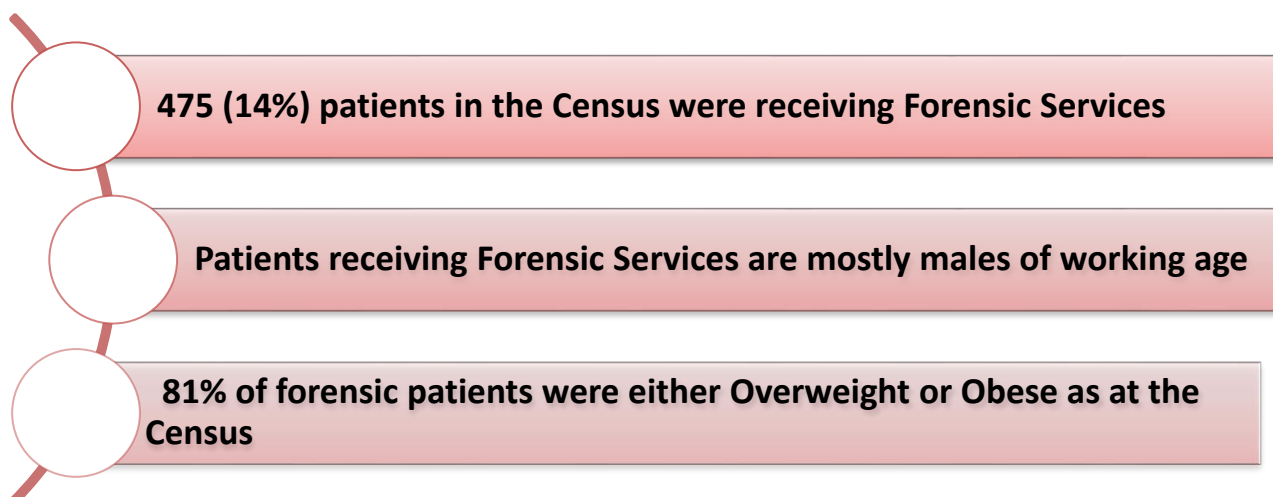 475 (14%) patients in the Census were receiving Forensic Services
Patients receiving Forensic Services are mostly males of working age
81% of forensic patients were either Overweight or Obese as at the
Census